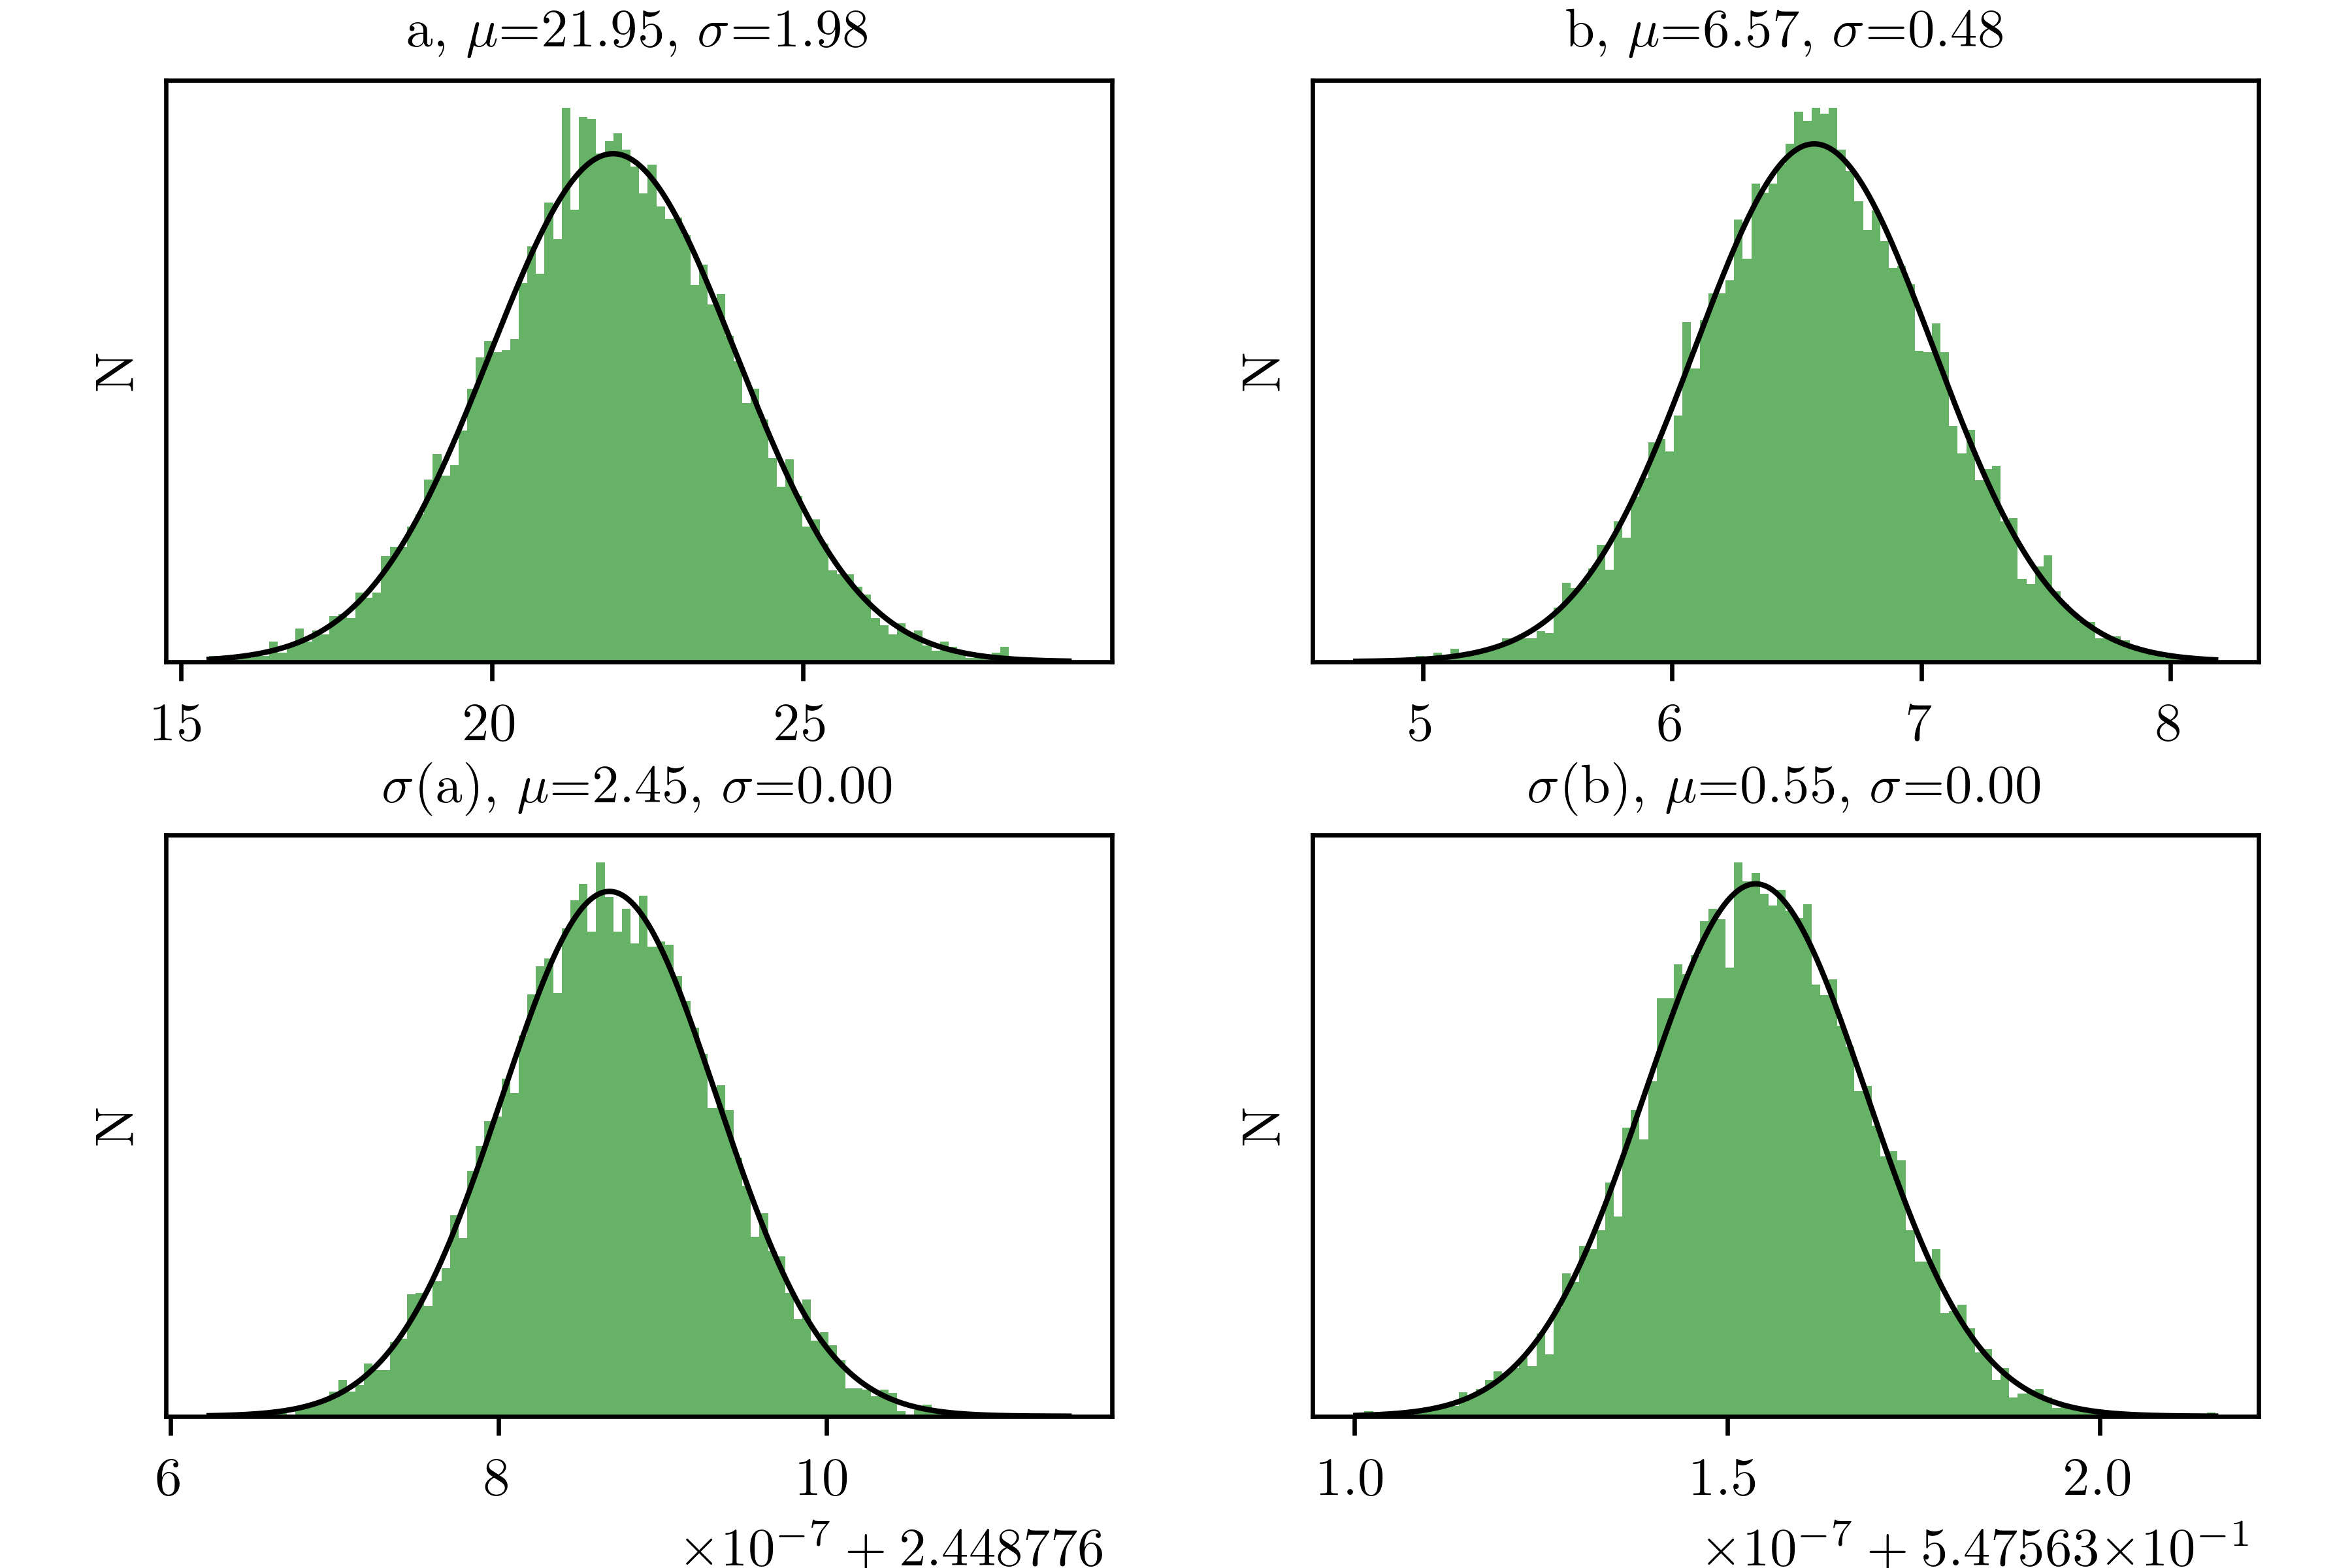 a, μ=21.95, σ=1.98
N
15 20 25
b, μ=6.57, σ=0.48
N
5 6 7 8
σ(a), μ=2.45, σ=0.00
N
6 8 10
×10⁻⁷ + 2.448776
σ(b), μ=0.55, σ=0.00
N
1.0 1.5 2.0
×10⁻⁷ + 5.47563×10⁻¹